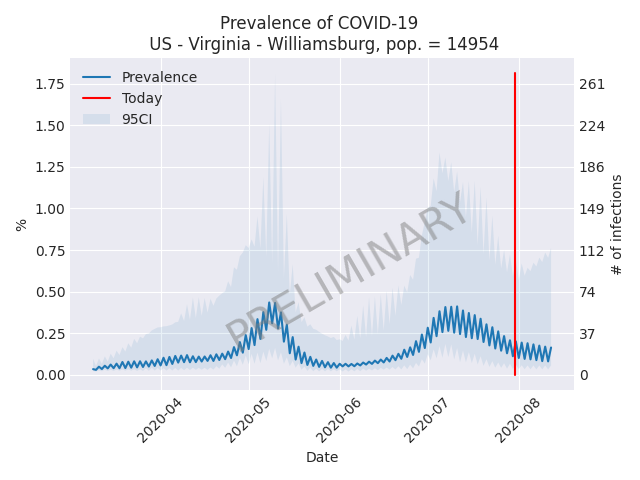 Prevalence of COVID-19
US - Virginia - Williamsburg, pop. = 14954
Prevalence
Today
95CI
PRELIMINARY
%
1.75
1.50
1.25
1.00
0.75
0.50
0.25
0.00
261
224
186
149
112
74
37
0
# of infections
2020-04
2020-05
2020-06
2020-07
2020-08
Date